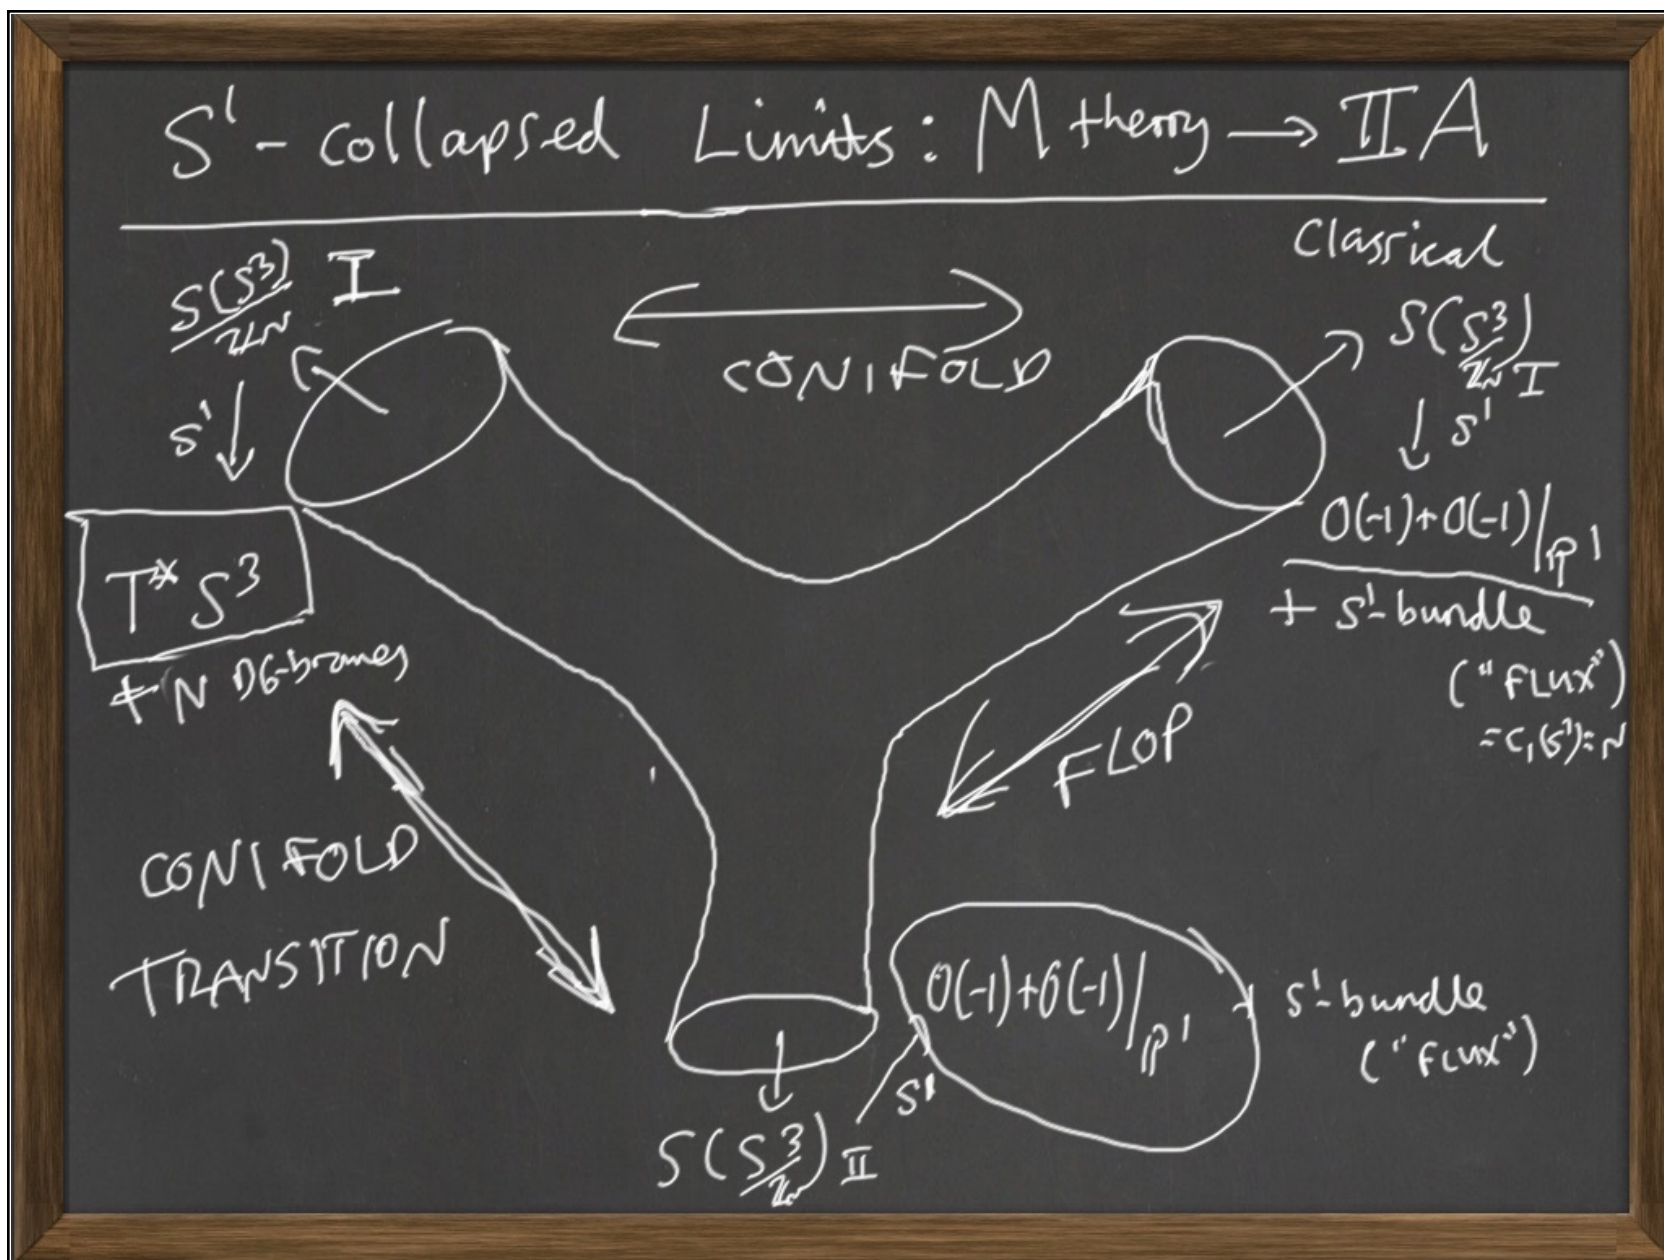 S¹-collapsed Limits: M theory → IIA
Classical
S(S³)/ℤN I
S¹ ↓
CONIFOLD
S(S³/ℤN) I
↓ S¹
O(-1)+O(-1)/ℙ¹
+ S¹-bundle
("FLUX")
=C₁(S¹)=N
T*S³
+ N D6-branes
FLOP
CONIFOLD
TRANSITION
O(-1)+O(-1)/ℙ¹
S¹-bundle
("FLUX")
S¹
S(S³/ℤN) II